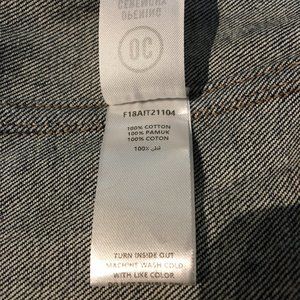 CEREMONY
OPENING
OC
F18AIT21104
100% COTTON
100% PAMUK
100% COTON
100% قطن
TURN INSIDE OUT
MACHINE WASH COLD
WITH LIKE COLOR